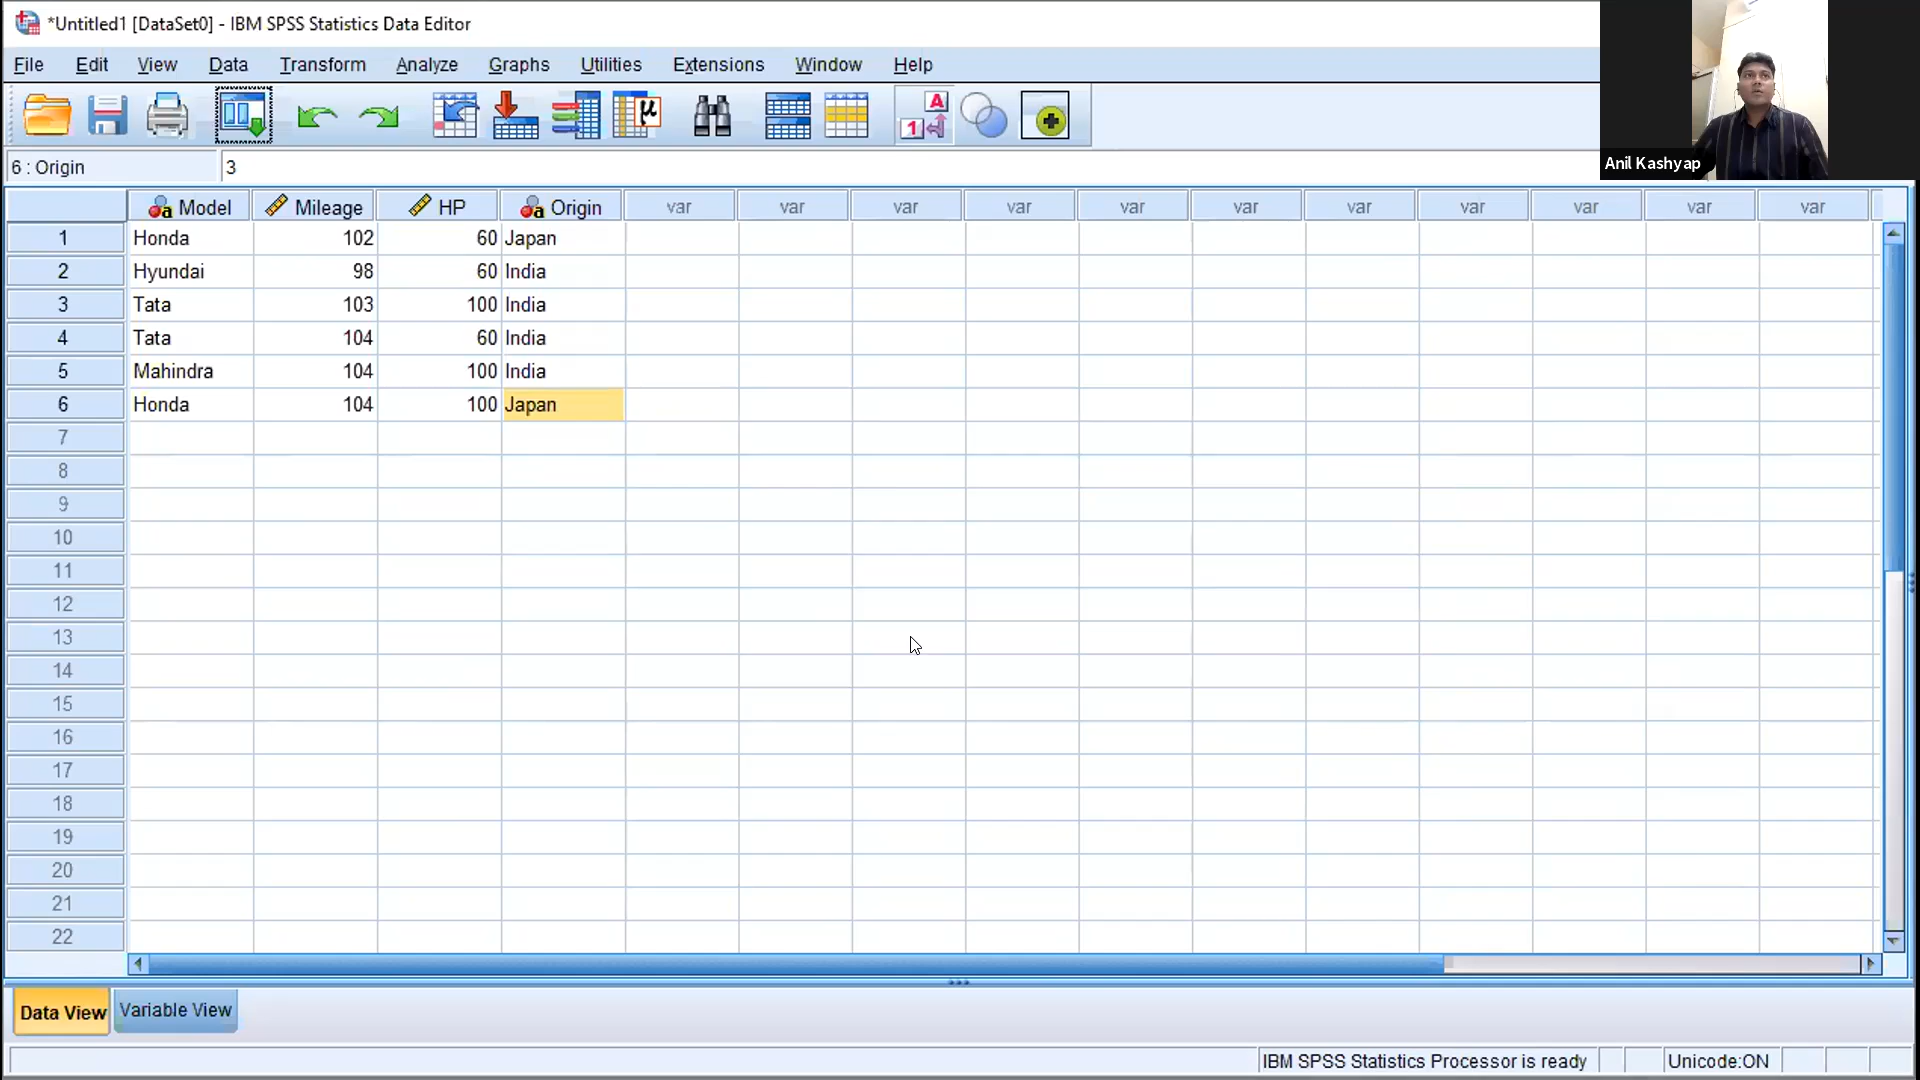 *Untitled1 [DataSet0] - IBM SPSS Statistics Data Editor
File Edit View Data Transform Analyze Graphs Utilities Extensions Window Help
A
1
μ
Anil Kashyap
6 : Origin 3
Model Mileage HP Origin var var var var var var var var var var var
1 Honda 102 60 Japan
2 Hyundai 98 60 India
3 Tata 103 100 India
4 Tata 104 60 India
5 Mahindra 104 100 India
6 Honda 104 100 Japan
7
8
9
10
11
12
13
14
15
16
17
18
19
20
21
22
Data View Variable View
IBM SPSS Statistics Processor is ready Unicode:ON